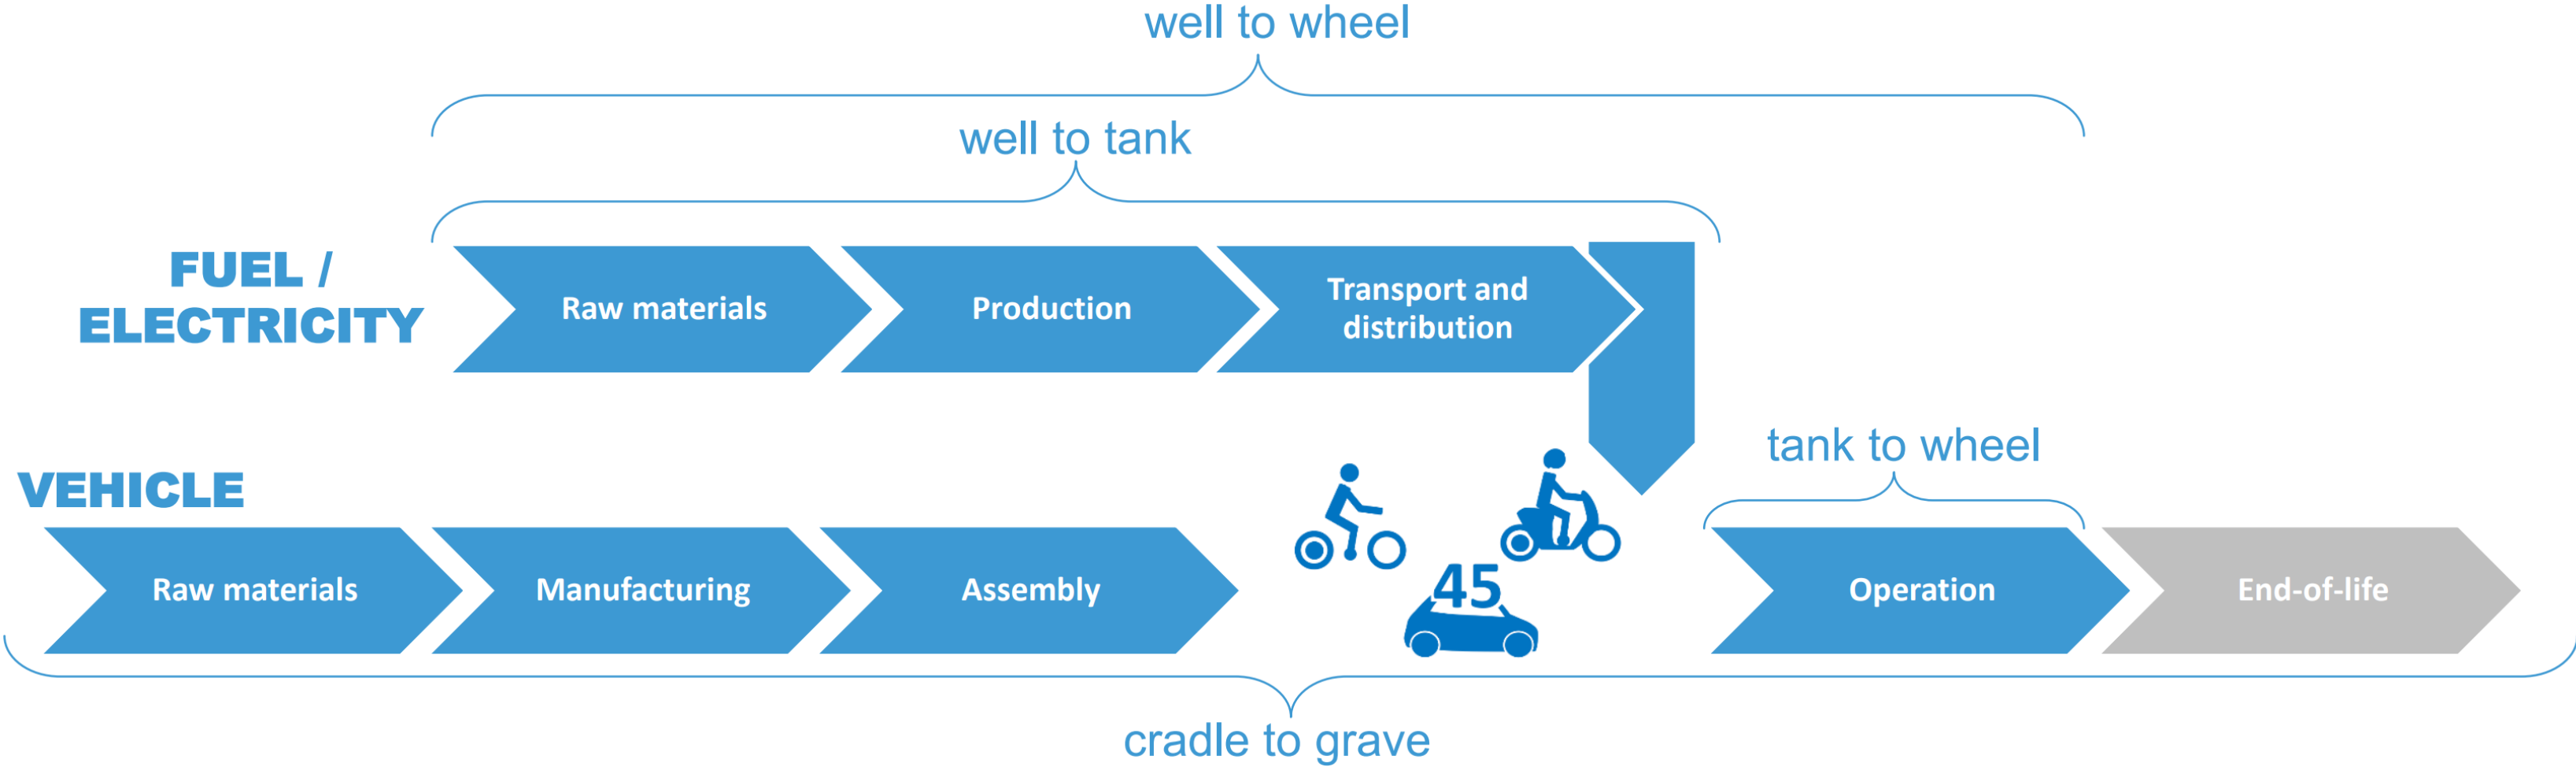 well to wheel
well to tank
FUEL /
ELECTRICITY
Raw materials
Production
Transport and
distribution
VEHICLE
tank to wheel
Raw materials
Manufacturing
Assembly
45
Operation
End-of-life
cradle to grave